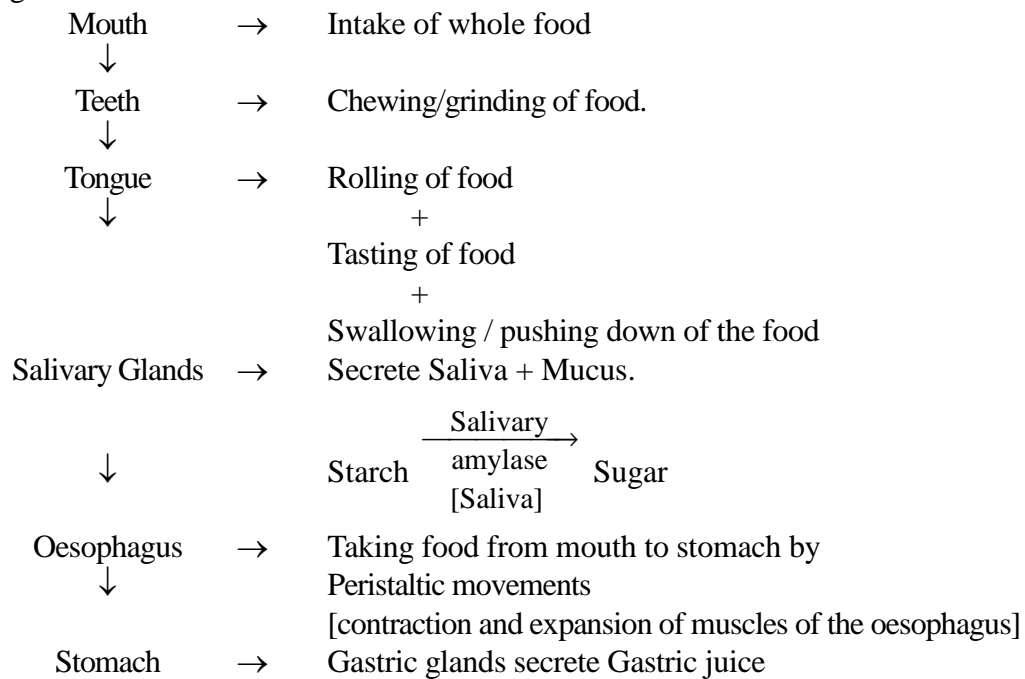 Mouth → Intake of whole food
↓
Teeth → Chewing/grinding of food.
↓
Tongue → Rolling of food
↓ +
Tasting of food
+
Swallowing / pushing down of the food
Salivary Glands → Secrete Saliva + Mucus.
Salivary
↓ Starch amylase Sugar
[Saliva]
Oesophagus → Taking food from mouth to stomach by
↓ Peristaltic movements
[contraction and expansion of muscles of the oesophagus]
Stomach → Gastric glands secrete Gastric juice